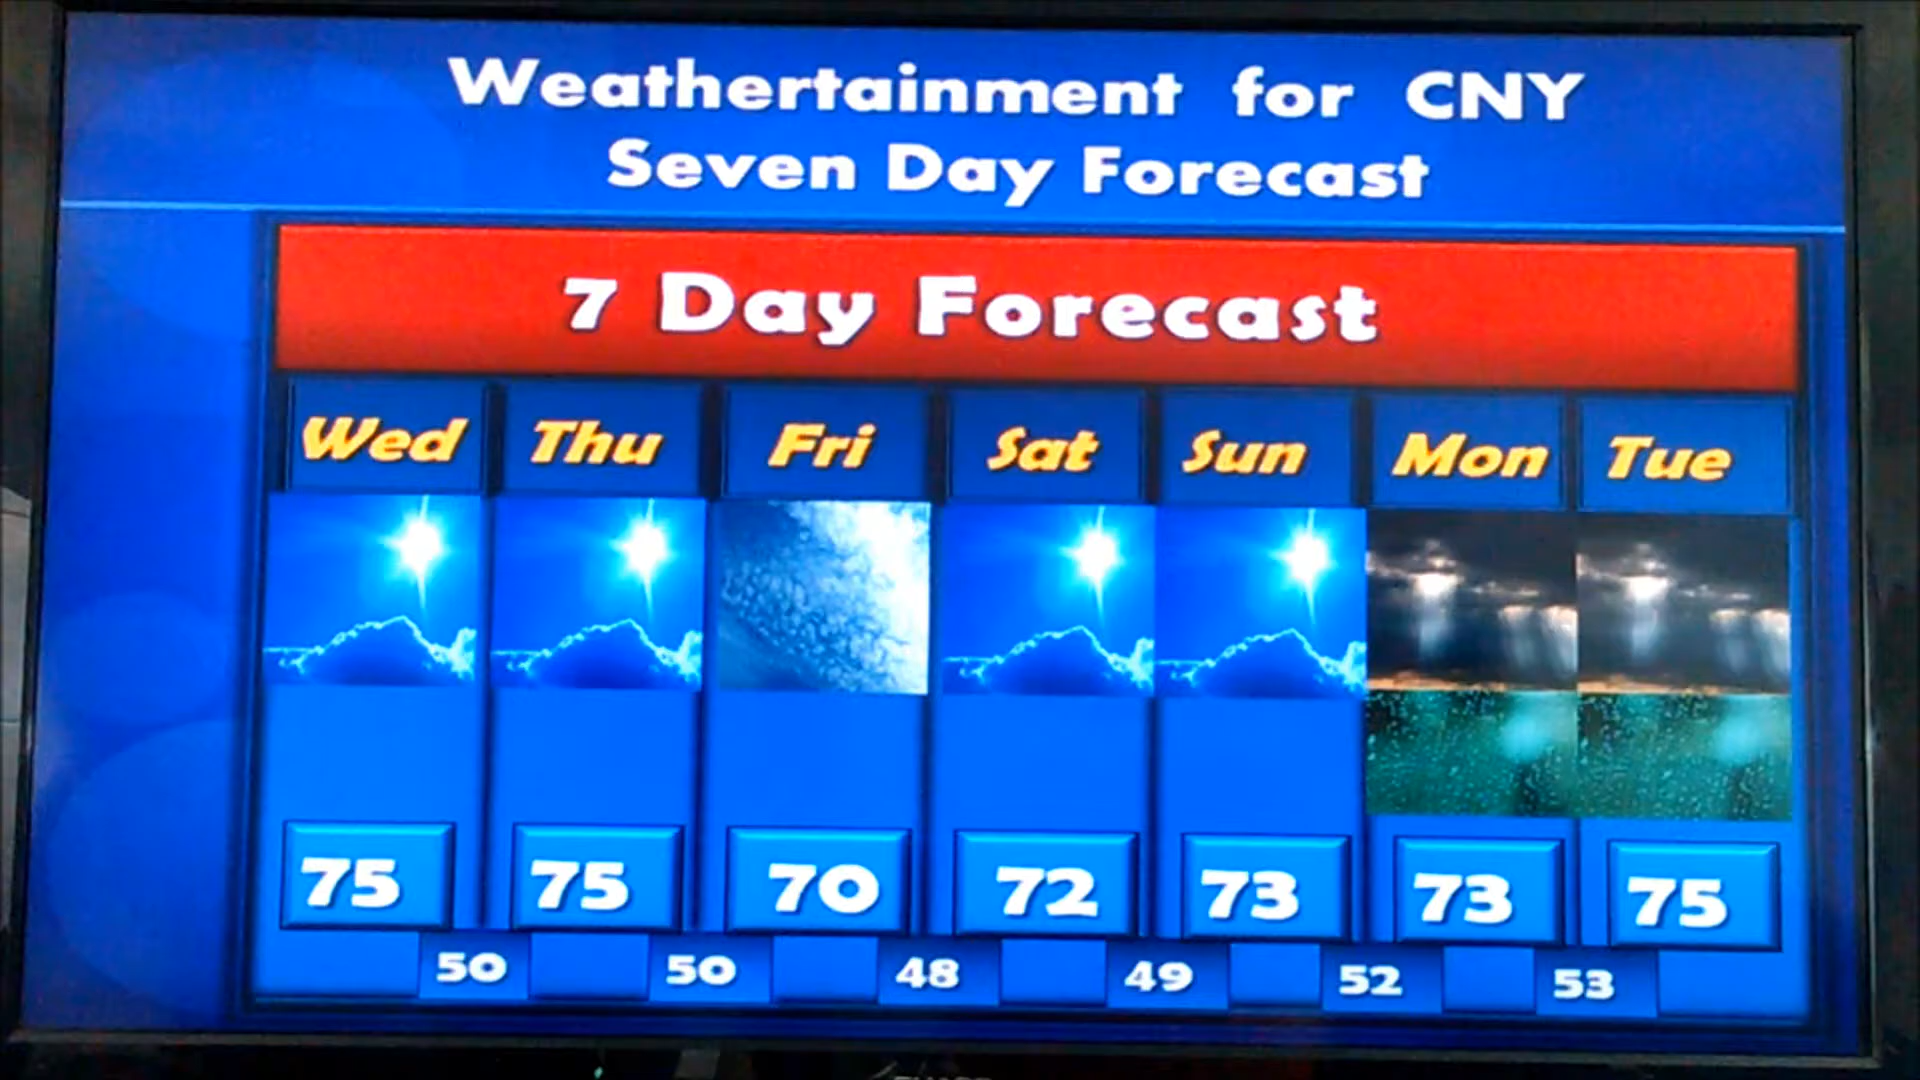 Weathertainment for CNY
Seven Day Forecast
7 Day Forecast
Wed Thu Fri Sat Sun Mon Tue
75 75 70 72 73 73 75
50 50 48 49 52 53